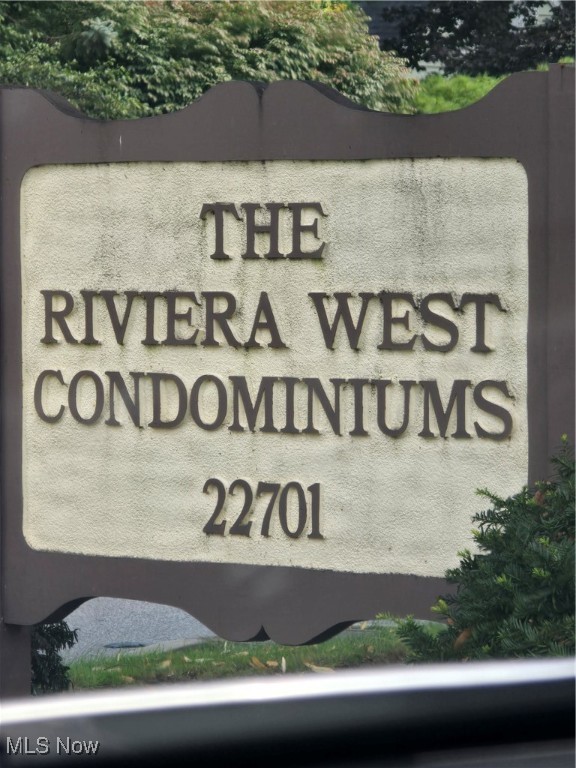 THE
RIVIERA WEST
CONDOMINIUMS
22701
MLS Now